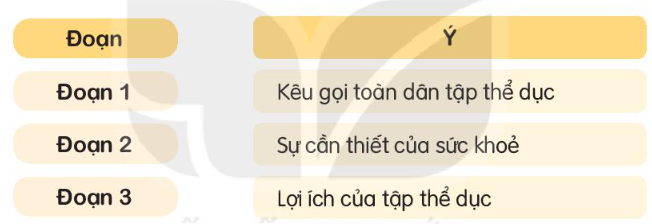 Đoạn Ý
Đoạn 1 Kêu gọi toàn dân tập thể dục
Đoạn 2 Sự cần thiết của sức khoẻ
Đoạn 3 Lợi ích của tập thể dục